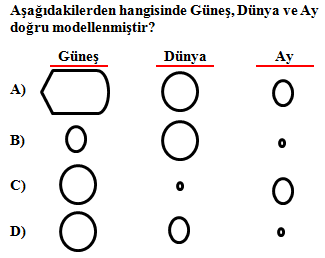 Aşağıdakilerden hangisinde Güneş, Dünya ve Ay
doğru modellenmiştir?
Güneş Dünya Ay
A)
B)
C)
D)